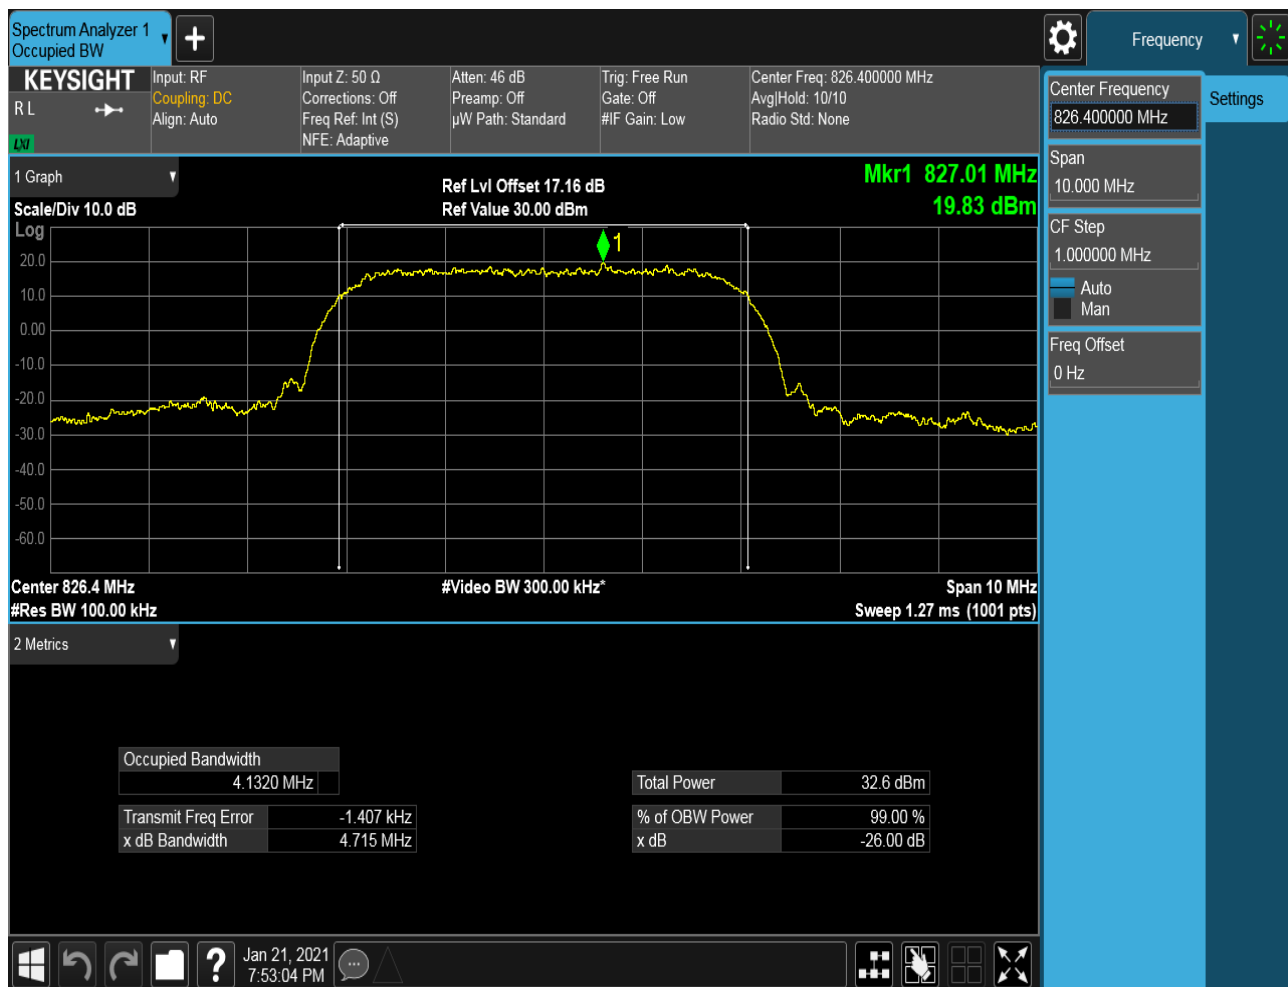 Spectrum Analyzer 1
Occupied BW
Frequency
KEYSIGHT
R L
LXI
Input: RF
Coupling: DC
Align: Auto
Input Z: 50 Ω
Corrections: Off
Freq Ref: Int (S)
NFE: Adaptive
Atten: 46 dB
Preamp: Off
µW Path: Standard
Trig: Free Run
Gate: Off
#IF Gain: Low
Center Freq: 826.400000 MHz
Avg|Hold: 10/10
Radio Std: None
Center Frequency
826.400000 MHz
Settings
Span
10.000 MHz
CF Step
1.000000 MHz
Auto
Man
Freq Offset
0 Hz
1 Graph
Scale/Div 10.0 dB
Ref Lvl Offset 17.16 dB
Ref Value 30.00 dBm
Mkr1 827.01 MHz
19.83 dBm
Log
1
20.0
10.0
0.00
-10.0
-20.0
-30.0
-40.0
-50.0
-60.0
Center 826.4 MHz
#Video BW 300.00 kHz*
Span 10 MHz
#Res BW 100.00 kHz
Sweep 1.27 ms (1001 pts)
2 Metrics
Occupied Bandwidth
4.1320 MHz
Total Power 32.6 dBm
Transmit Freq Error -1.407 kHz
% of OBW Power 99.00 %
x dB Bandwidth 4.715 MHz
x dB -26.00 dB
?
Jan 21, 2021
7:53:04 PM